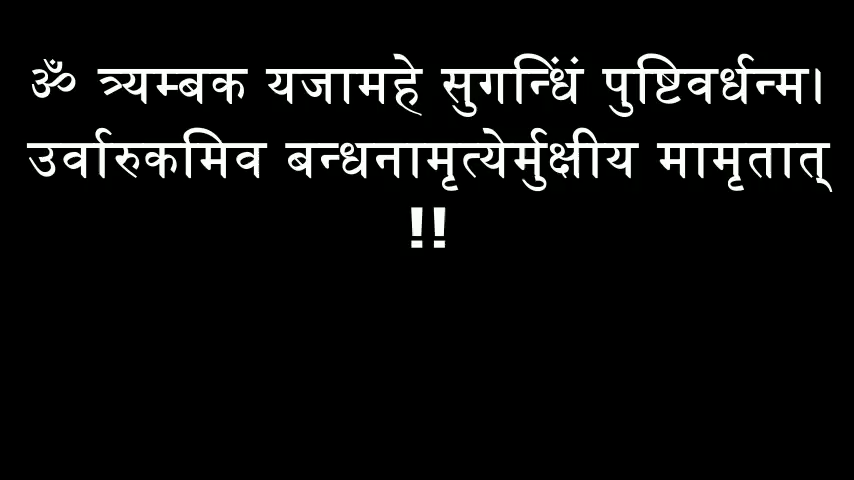 ॐ त्र्यम्बक यजामहे सुगन्धिं पुष्टिवर्धन्म।
उर्वारुकमिव बन्धनामृत्येर्मुक्षीय मामृतात्
!!